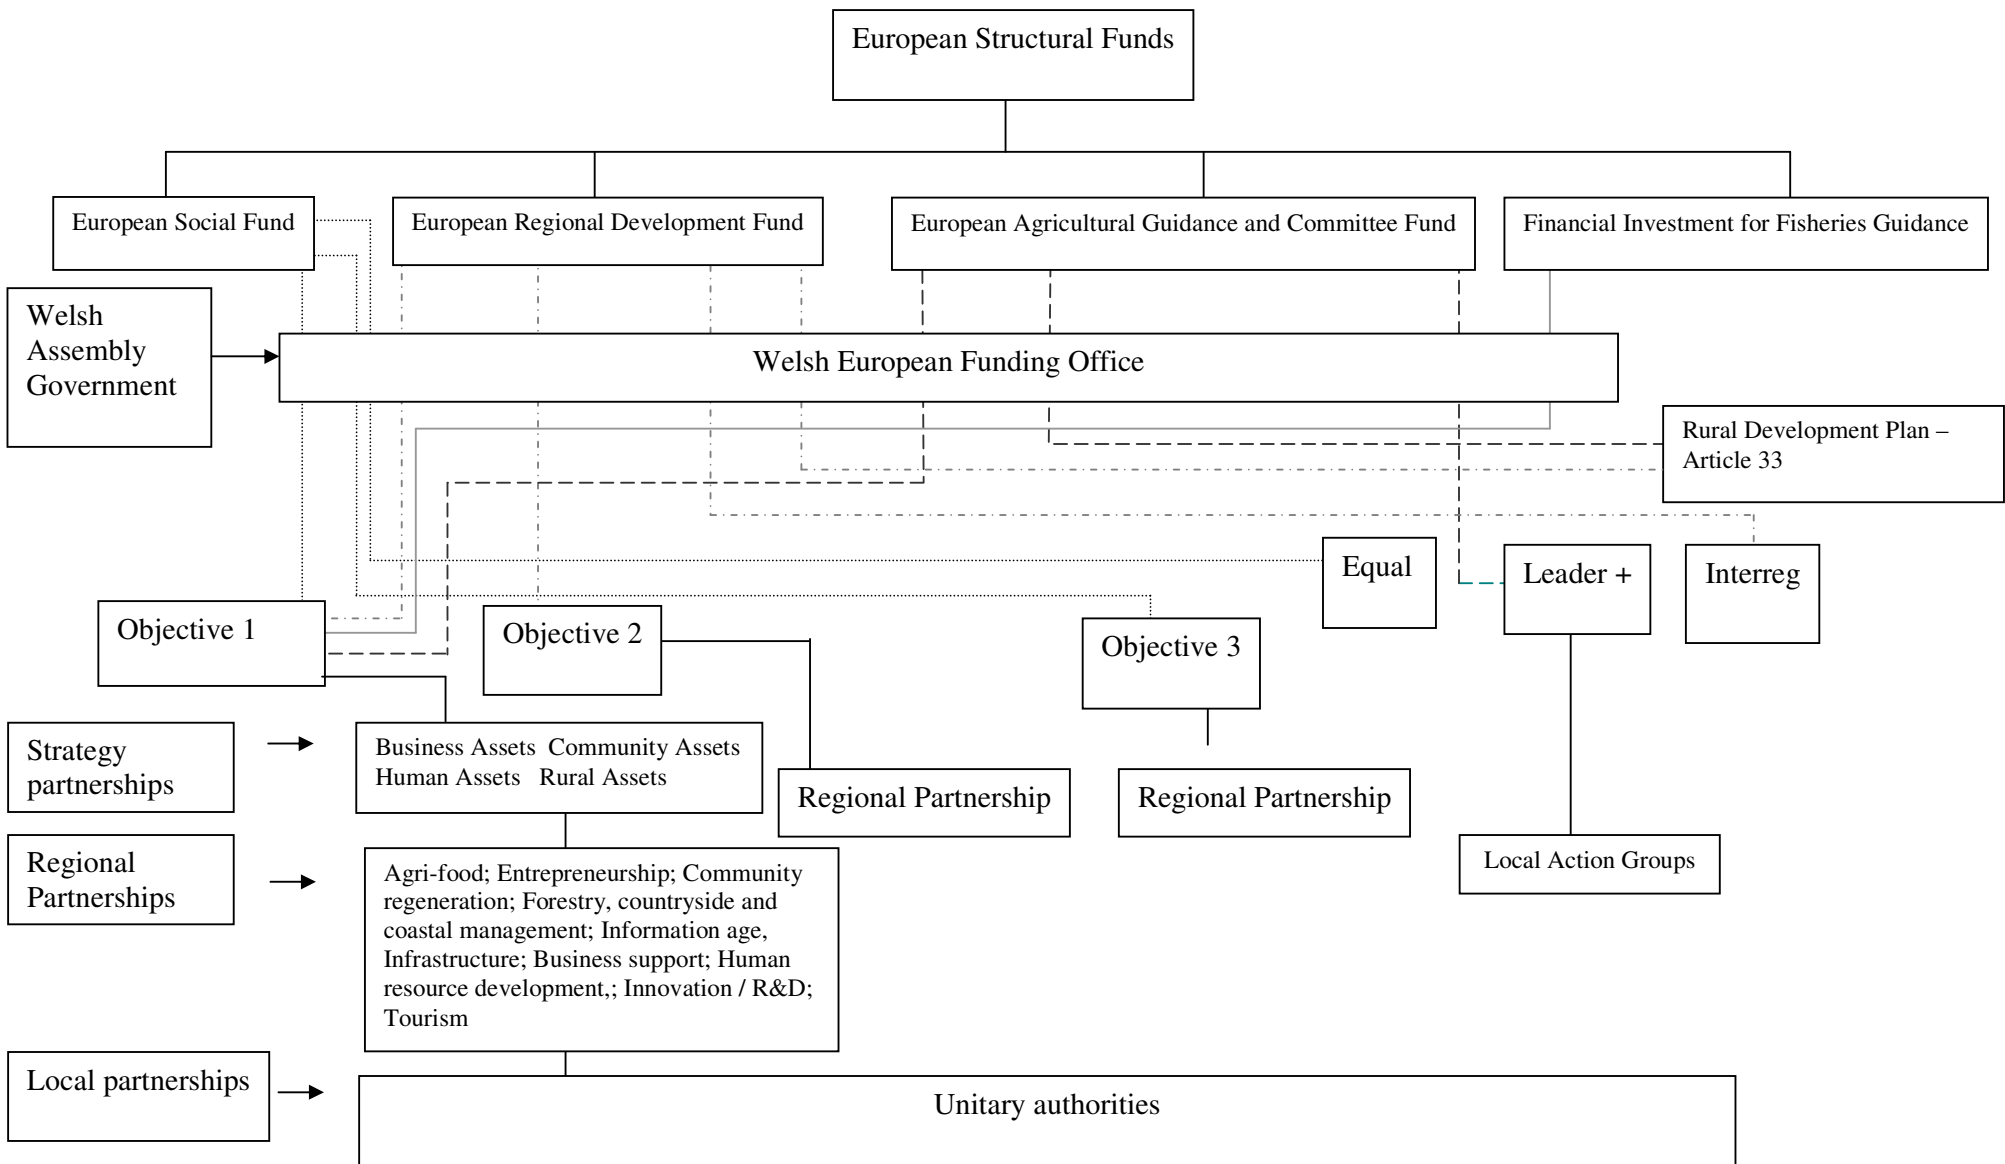 European Structural Funds
European Social Fund
European Regional Development Fund
European Agricultural Guidance and Committee Fund
Financial Investment for Fisheries Guidance
Welsh
Assembly
Government
Welsh European Funding Office
Rural Development Plan –
Article 33
Equal
Leader +
Interreg
Objective 1
Objective 2
Objective 3
Strategy
partnerships
Business Assets  Community Assets
Human Assets   Rural Assets
Regional Partnership
Regional Partnership
Regional
Partnerships
Agri-food; Entrepreneurship; Community
regeneration; Forestry, countryside and
coastal management; Information age,
Infrastructure; Business support; Human
resource development,; Innovation / R&D;
Tourism
Local Action Groups
Local partnerships
Unitary authorities